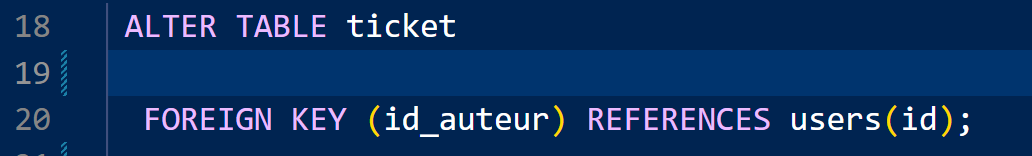 18 ALTER TABLE ticket
19
20 FOREIGN KEY (id_auteur) REFERENCES users(id);